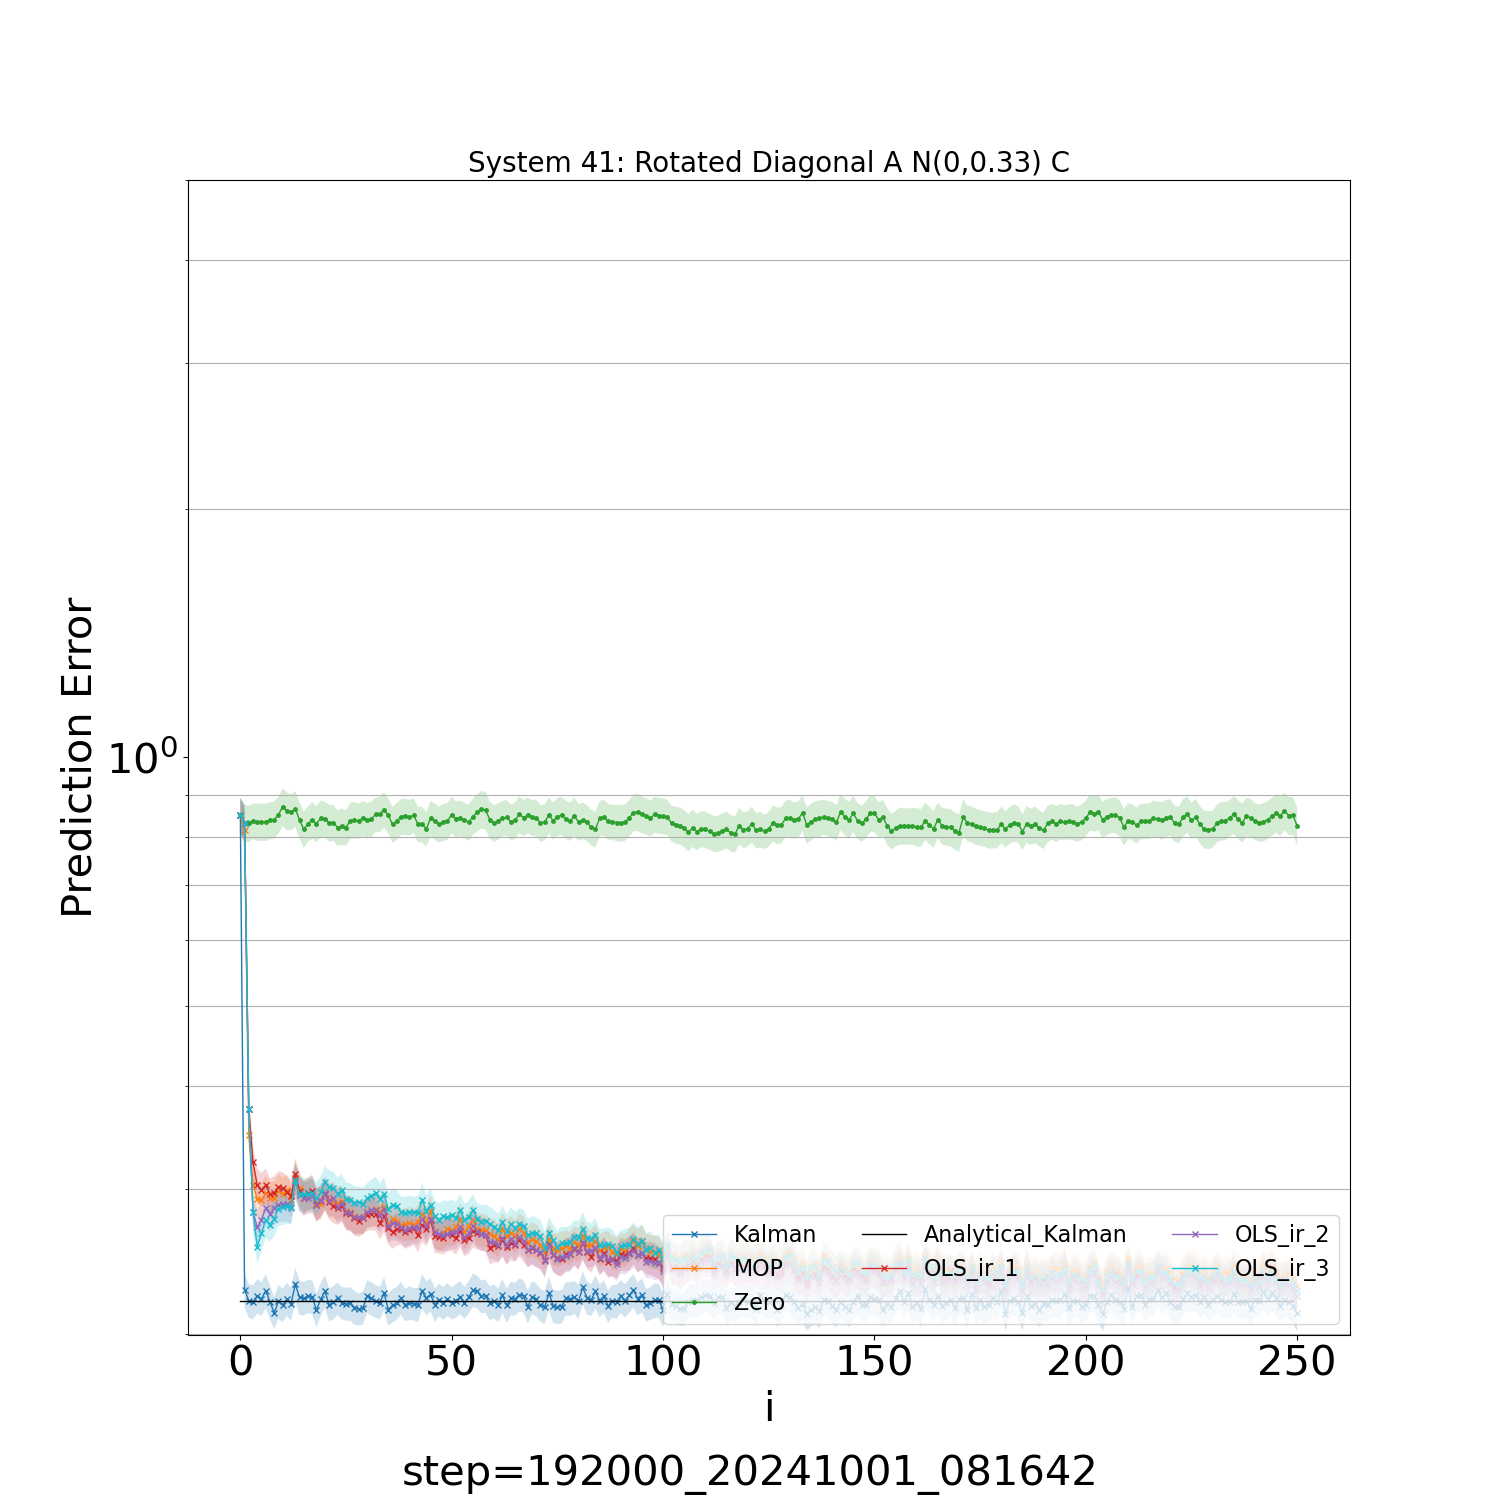 System 41: Rotated Diagonal A N(0,0.33) C
Prediction Error
10⁰
Kalman
MOP
Zero
Analytical_Kalman
OLS_ir_1
OLS_ir_2
OLS_ir_3
0 50 100 150 200 250
i
step=192000_20241001_081642